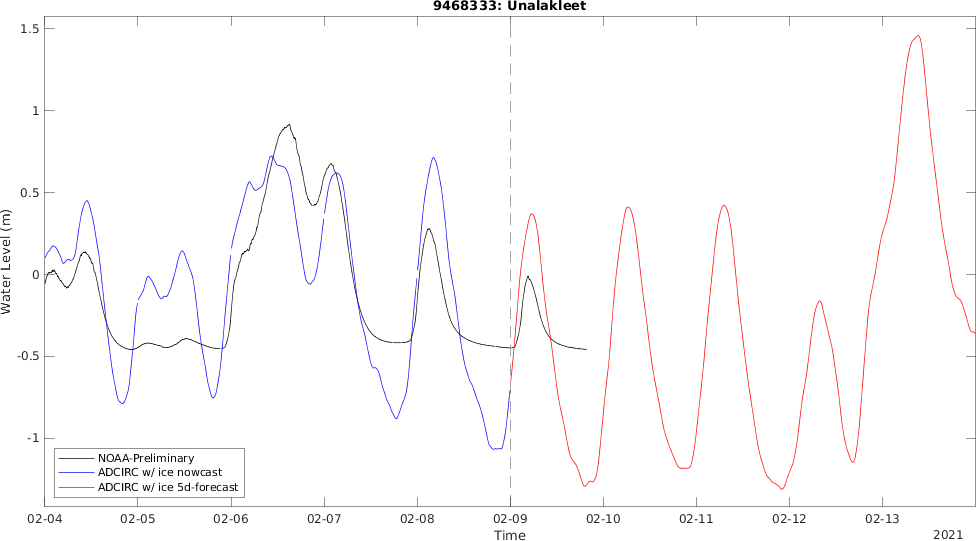 9468333: Unalakleet
Water Level (m)
1.5
1
0.5
0
-0.5
-1
NOAA-Preliminary
ADCIRC w/ ice nowcast
ADCIRC w/ ice 5d-forecast
02-04 02-05 02-06 02-07 02-08 02-09 02-10 02-11 02-12 02-13
Time
2021